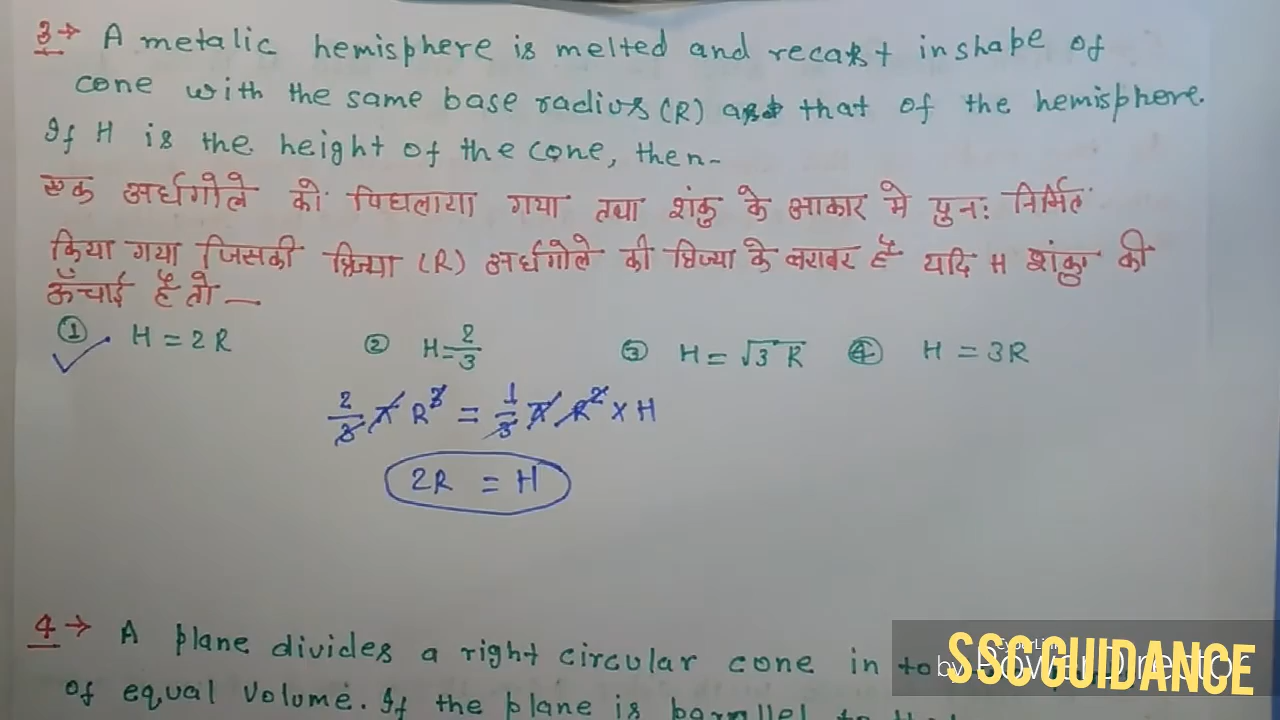 3→ A metalic hemisphere is melted and recast in shape of
cone with the same base radius (R) as that of the hemisphere.
If H is the height of the cone, then-
एक अर्धगोले को पिघलाया गया तथा शंकु के आकार मे पुनः निर्मित
किया गया जिसकी त्रिज्या (R) अर्धगोले की त्रिज्या के बराबर है यदि H शंकु की
ऊँचाई है तो —
① H = 2R ② H = 2/3 ③ H = √3 R ④ H = 3R
2/3 π R³ = 1/3 π R² × H
2R = H
4→ A plane divides a right circular cone in to
of equal volume. If the plane is parallel to
SSCGUIDANCE